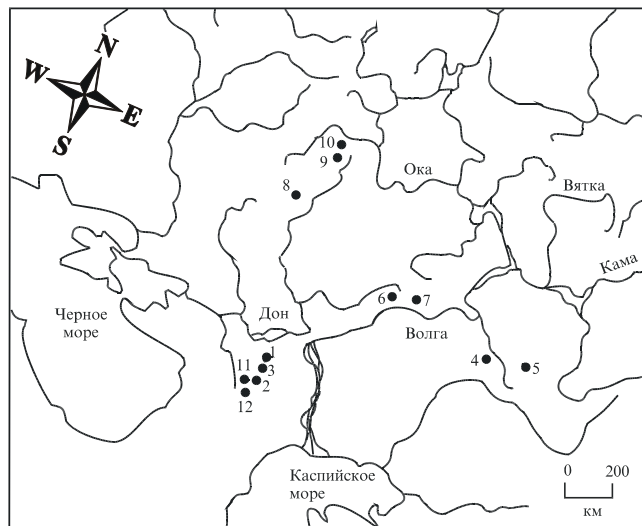 N
W
E
S
10
9
Ока
8
Вятка
Кама
6
7
Черное
море
Дон
Волга
1
3
11
2
4
5
12
Каспийское
море
0 200
км